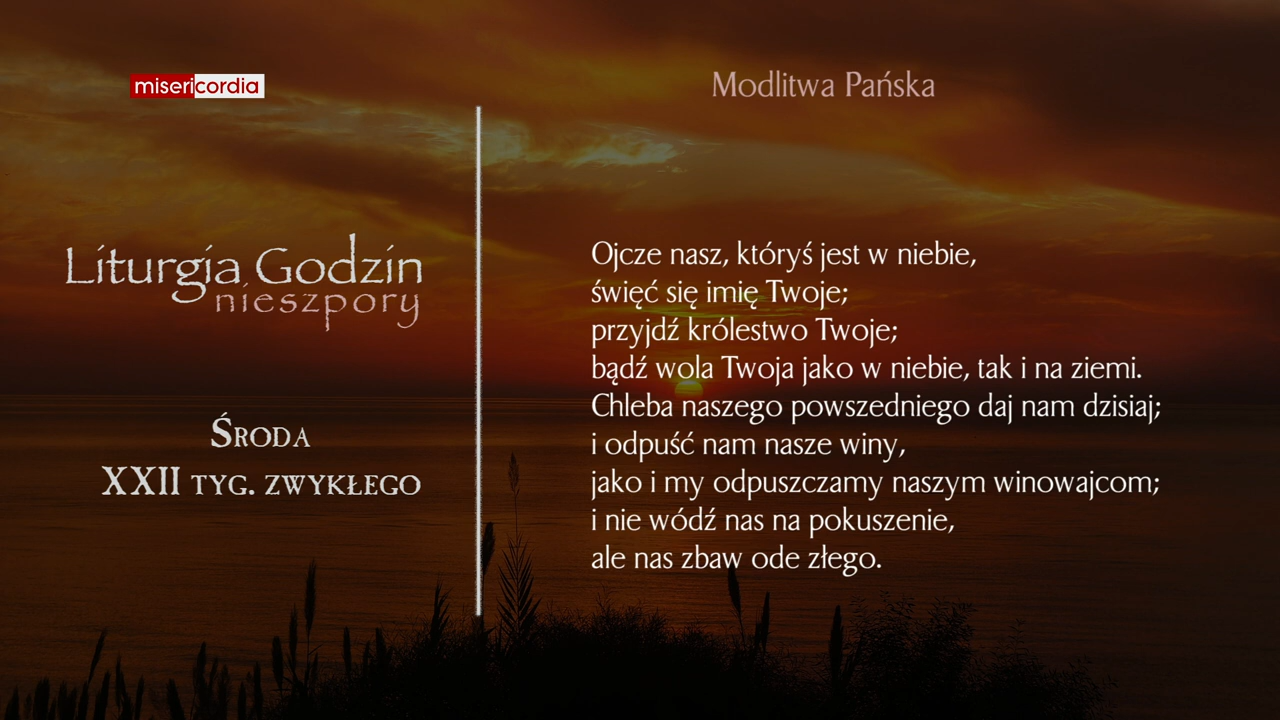 misericordia
Liturgia Godzin
nieszpory
Środa
XXII tyg. zwykłego
Modlitwa Pańska
Ojcze nasz, któryś jest w niebie,
święć się imię Twoje;
przyjdź królestwo Twoje;
bądź wola Twoja jako w niebie, tak i na ziemi.
Chleba naszego powszedniego daj nam dzisiaj;
i odpuść nam nasze winy,
jako i my odpuszczamy naszym winowajcom;
i nie wódź nas na pokuszenie,
ale nas zbaw ode złego.